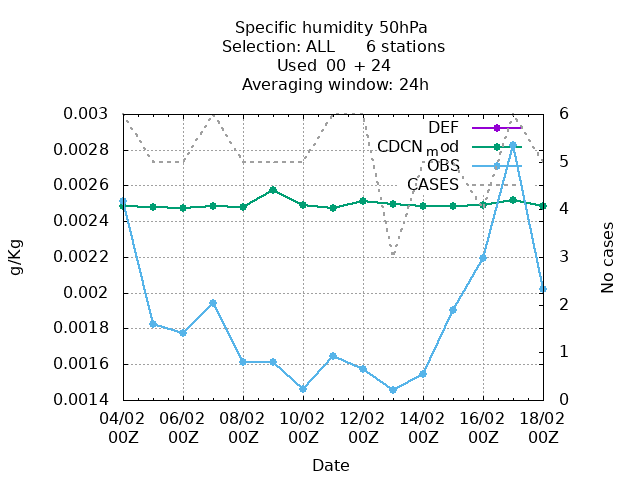 Specific humidity 50hPa
Selection: ALL 6 stations
Used 00 + 24
Averaging window: 24h
0.003
0.0028
0.0026
0.0024
0.0022
0.002
0.0018
0.0016
0.0014
g/Kg
DEF
CDCN_mod
OBS
CASES
6
5
4
3
2
1
0
No cases
04/02 06/02 08/02 10/02 12/02 14/02 16/02 18/02
00Z 00Z 00Z 00Z 00Z 00Z 00Z 00Z
Date